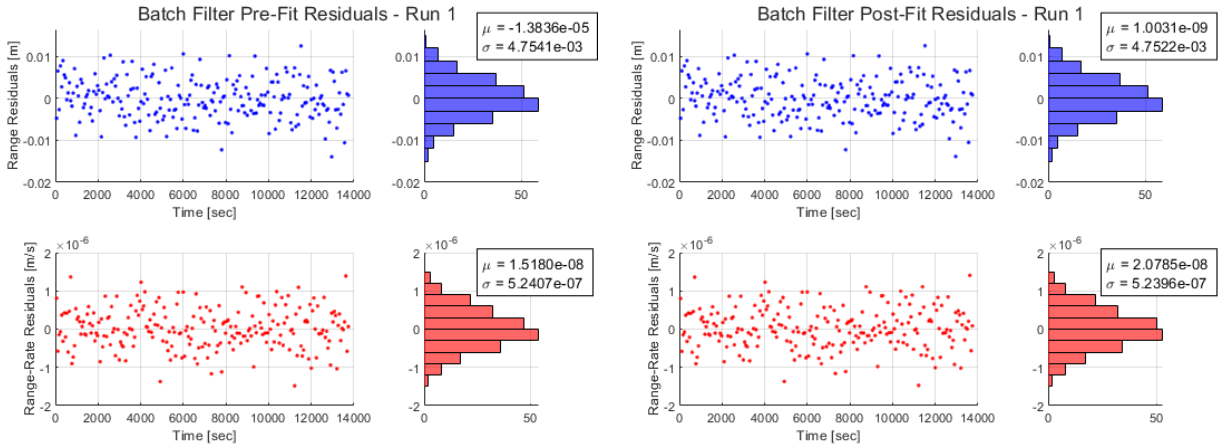 Batch Filter Pre-Fit Residuals - Run 1
Range Residuals [m]
0.01
0
-0.01
-0.02
0 2000 4000 6000 8000 10000 12000 14000
Time [sec]
0.01
0
-0.01
-0.02
50
μ = -1.3836e-05
σ = 4.7541e-03
Batch Filter Post-Fit Residuals - Run 1
Range Residuals [m]
0.01
0
-0.01
-0.02
0 2000 4000 6000 8000 10000 12000 14000
Time [sec]
0.01
0
-0.01
-0.02
50
μ = 1.0031e-09
σ = 4.7522e-03
Range-Rate Residuals [m/s]
×10⁻⁶
2
1
0
-1
-2
0 2000 4000 6000 8000 10000 12000 14000
Time [sec]
×10⁻⁶
2
1
0
-1
-2
0 50
μ = 1.5180e-08
σ = 5.2407e-07
Range-Rate Residuals [m/s]
×10⁻⁶
2
1
0
-1
-2
0 2000 4000 6000 8000 10000 12000 14000
Time [sec]
×10⁻⁶
2
1
0
-1
-2
0 50
μ = 2.0785e-08
σ = 5.2396e-07